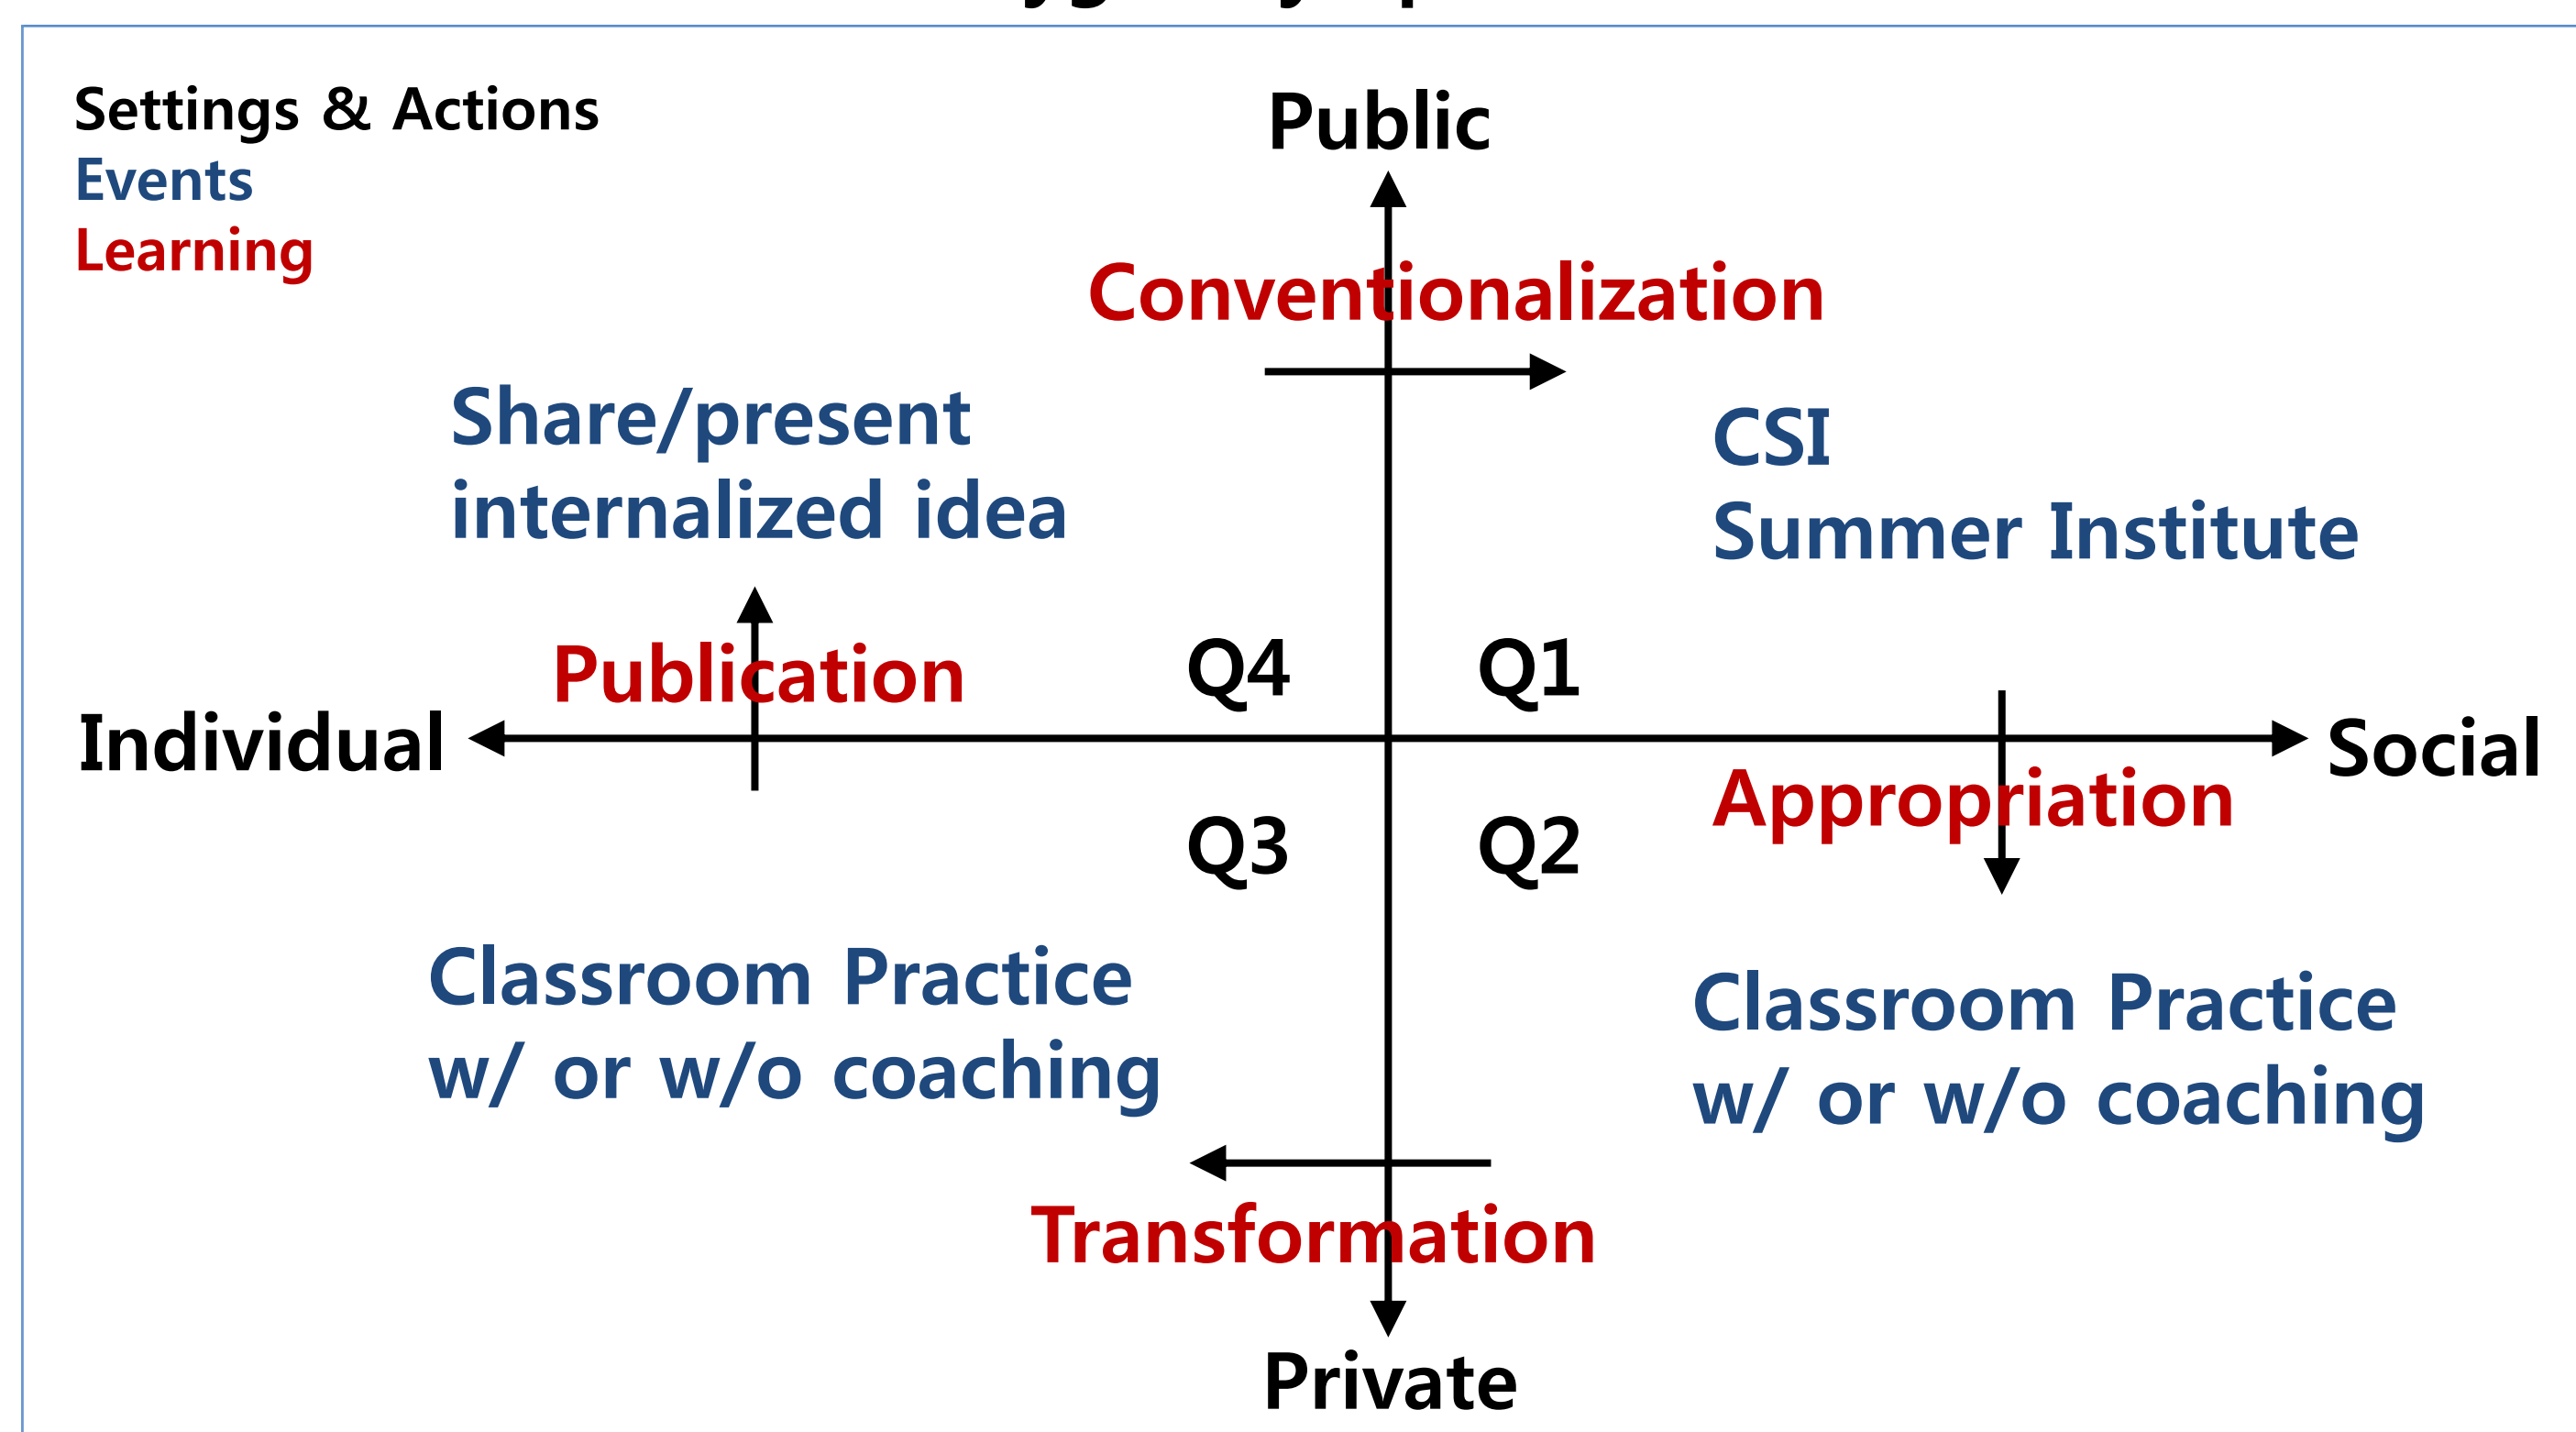 Settings & Actions
Events
Learning
Public
Conventionalization
Share/present
internalized idea
CSI
Summer Institute
Publication
Q4
Q1
Individual
Social
Appropriation
Q3
Q2
Classroom Practice
w/ or w/o coaching
Classroom Practice
w/ or w/o coaching
Transformation
Private